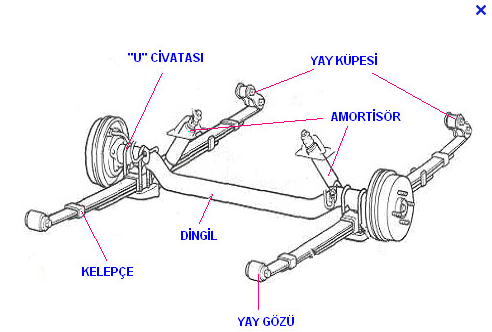 "U" CİVATASI
YAY KÜPESİ
AMORTİSÖR
DİNGİL
KELEPÇE
YAY GÖZÜ